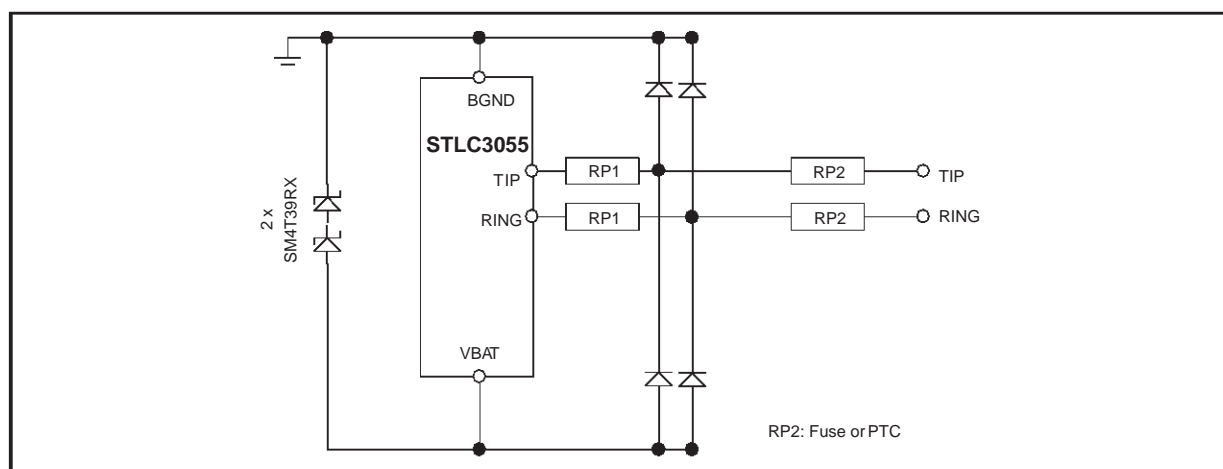 BGND
STLC3055
TIP
RP1
RP2
TIP
RING
RP1
RP2
RING
2 x
SM4T39RX
VBAT
RP2: Fuse or PTC